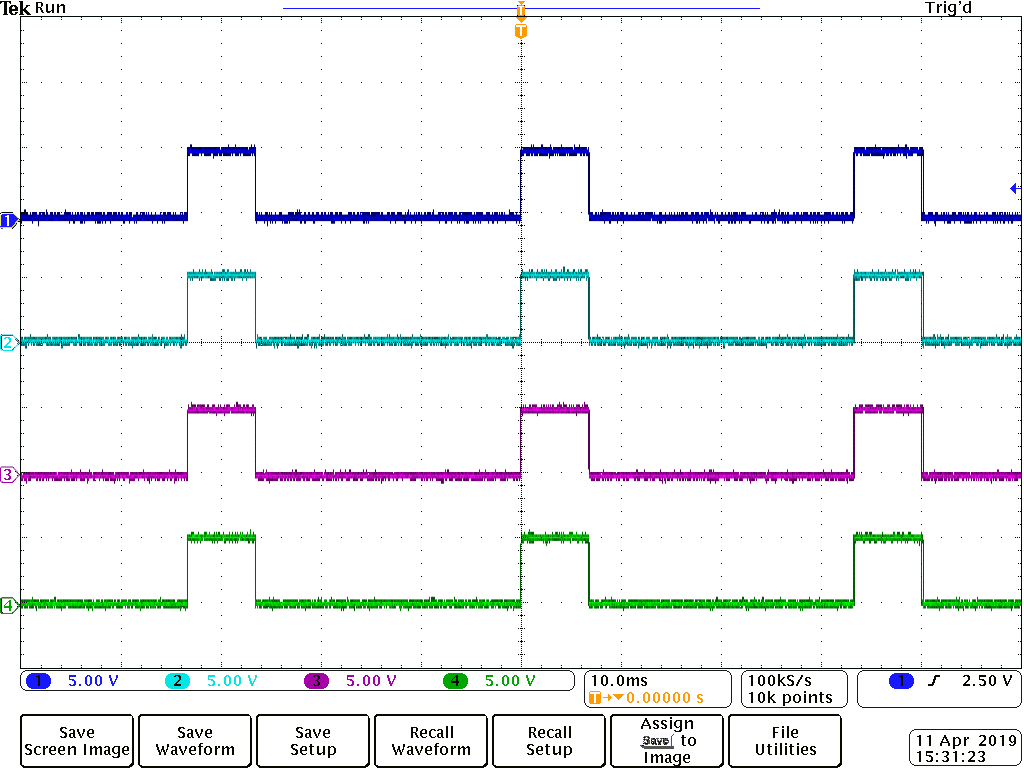 Tek Run Trig'd
T
T
1
2
3
4
1 5.00 V 2 5.00 V 3 5.00 V 4 5.00 V
10.0ms
T→▼0.00000 s
100kS/s
10k points
1 2.50 V
Save
Screen Image
Save
Waveform
Save
Setup
Recall
Waveform
Recall
Setup
Assign
Save to
Image
File
Utilities
11 Apr 2019
15:31:23